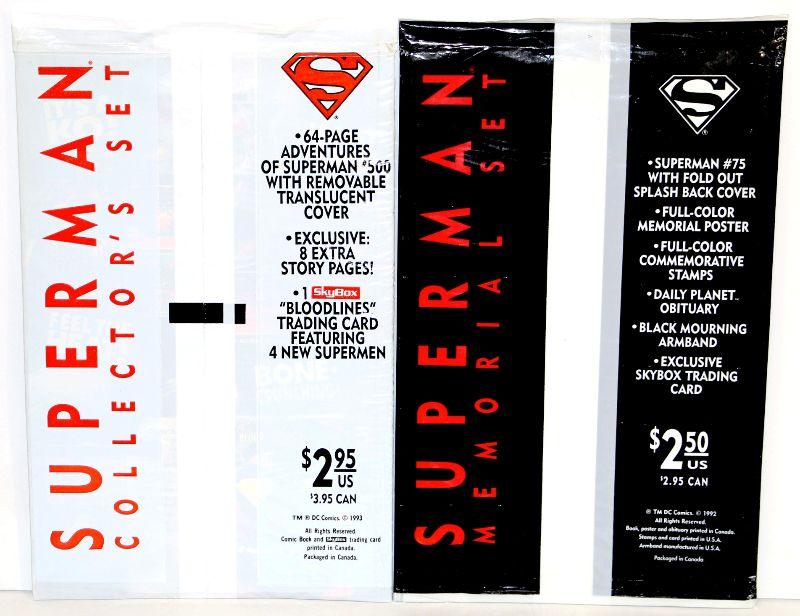 SUPERMAN®
COLLECTOR'S SET
S
®
•64-PAGE
ADVENTURES
OF SUPERMAN #500
WITH REMOVABLE
TRANSLUCENT
COVER
•EXCLUSIVE:
8 EXTRA
STORY PAGES!
•1 SkyBox
"BLOODLINES"
TRADING CARD
FEATURING
4 NEW SUPERMEN
$2.95
US
$3.95 CAN
TM ® DC Comics. © 1993
All Rights Reserved.
Comic Book and SkyBox trading card
printed in Canada.
Packaged in Canada.
SUPERMAN®
MEMORIAL SET
S
®
•SUPERMAN #75
WITH FOLD OUT
SPLASH BACK COVER
•FULL-COLOR
MEMORIAL POSTER
•FULL-COLOR
COMMEMORATIVE
STAMPS
•DAILY PLANET™
OBITUARY
•BLACK MOURNING
ARMBAND
•EXCLUSIVE
SKYBOX TRADING
CARD
$2.50
US
$2.95 CAN
® TM DC Comics. © 1992
All Rights Reserved.
Book, poster and obituary printed in Canada.
Stamps and card printed in U.S.A.
Armband manufactured in U.S.A.
Packaged in Canada